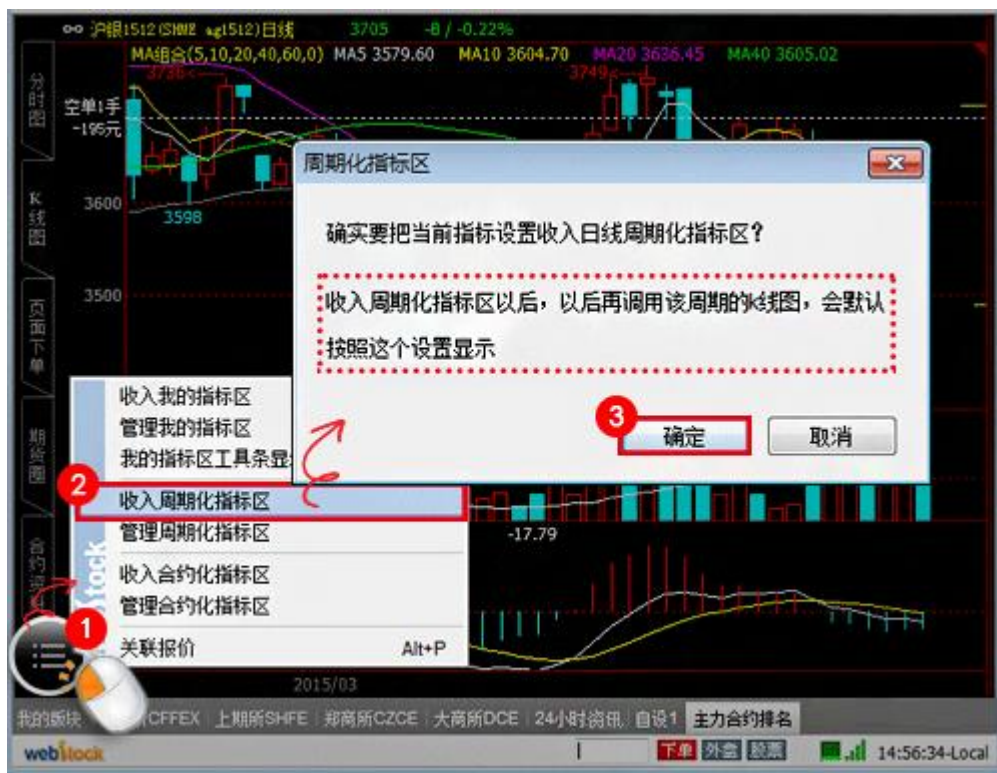 沪银1512(SHME ag1512)日线 3705 -8 / -0.22%
MA组合(5,10,20,40,60,0) MA5 3579.60 MA10 3604.70 MA20 3636.45 MA40 3605.02
3736
3749
分时图
空单1手
-195元
周期化指标区
K线图
3600
3598
确实要把当前指标设置收入日线周期化指标区？
页面下单
3500
收入周期化指标区以后，以后再调用该周期的K线图，会默认
按照这个设置显示
收入我的指标区
管理我的指标区
3
确定
取消
期货圈
我的指标区工具条显
2
收入周期化指标区
管理周期化指标区
-17.79
合约
收入合约化指标区
管理合约化指标区
1
关联报价 Alt+P
2015/03
我的版块 CFFEX 上期所SHFE 郑商所CZCE 大商所DCE 24小时资讯 自设1 主力合约排名
webstock 下单 外盒 股票 14:56:34-Local